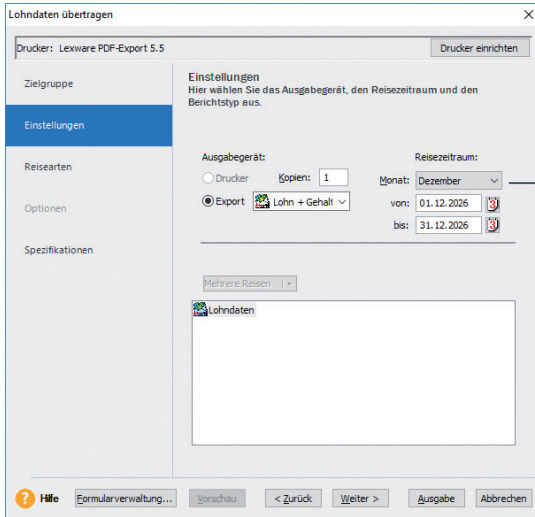 Lohndaten übertragen
Drucker: Lexware PDF-Export 5.5
Drucker einrichten
Zielgruppe
Einstellungen
Reisearten
Optionen
Spezifikationen
Einstellungen
Hier wählen Sie das Ausgabegerät, den Reisezeitraum und den
Berichtstyp aus.
Ausgabegerät:
Drucker Kopien: 1
Export Lohn + Gehalt
Reisezeitraum:
Monat: Dezember
von: 01.12.2026
bis: 31.12.2026
Mehrere Reisen
Lohndaten
? Hilfe Formularverwaltung... Vorschau < Zurück Weiter > Ausgabe Abbrechen